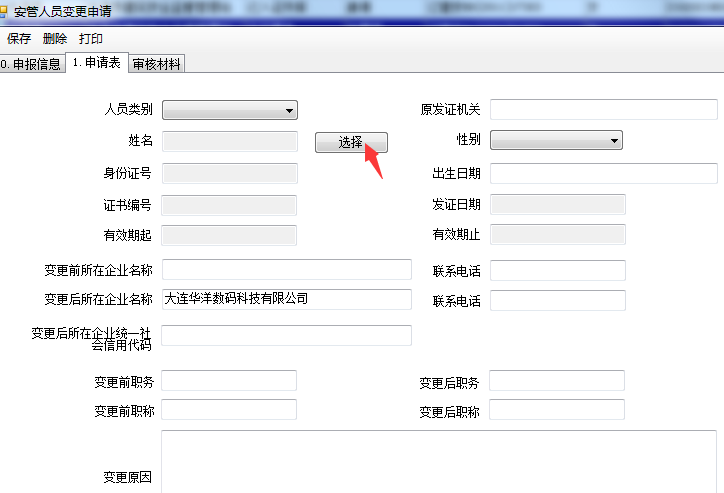 安管人员变更申请
保存 删除 打印
0. 申报信息 1. 申请表 审核材料
人员类别 原发证机关
姓名 选择 性别
身份证号 出生日期
证书编号 发证日期
有效期起 有效期止
变更前所在企业名称 联系电话
变更后所在企业名称 大连华洋数码科技有限公司 联系电话
变更后所在企业统一社
会信用代码
变更前职务 变更后职务
变更前职称 变更后职称
变更原因